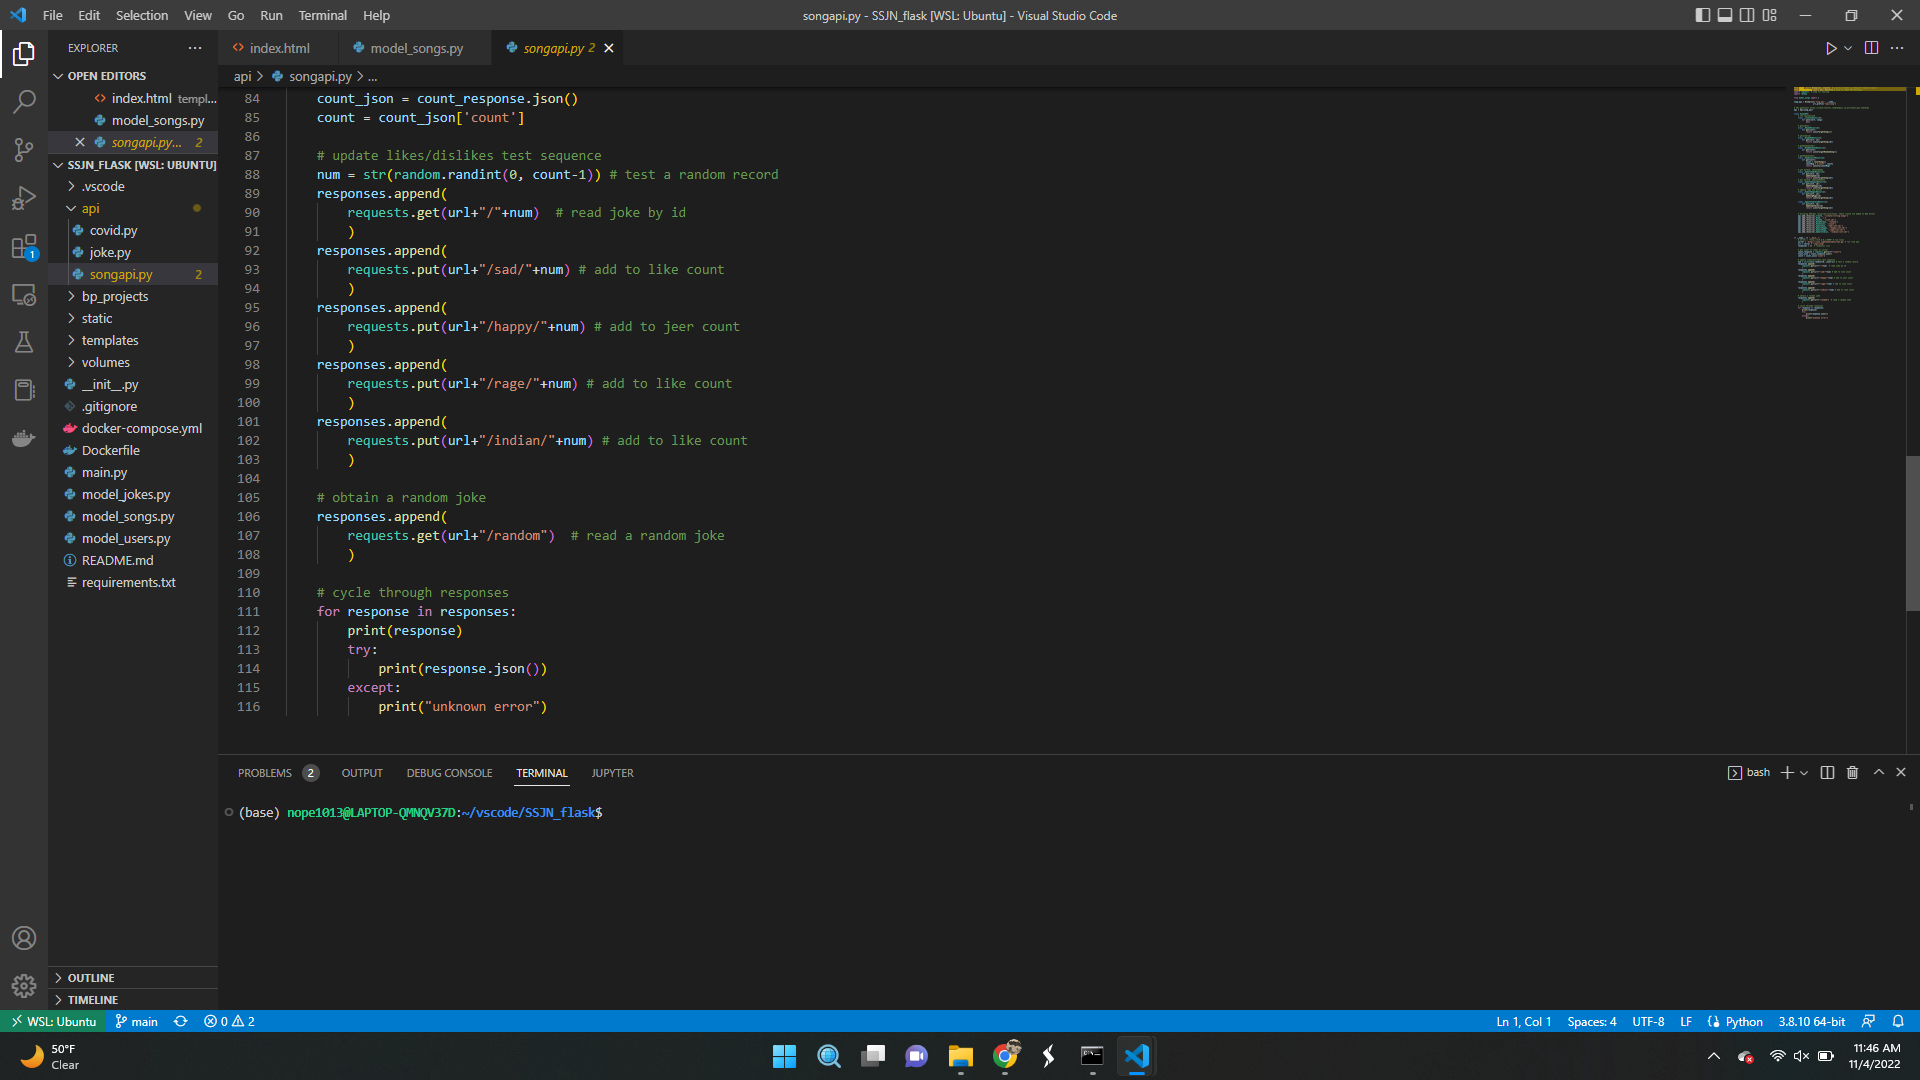 File Edit Selection View Go Run Terminal Help
songapi.py - SSJN_flask [WSL: Ubuntu] - Visual Studio Code
EXPLORER
OPEN EDITORS
index.html templ...
model_songs.py
songapi.py... 2
SSJN_FLASK [WSL: UBUNTU]
.vscode
api
covid.py
joke.py
songapi.py 2
bp_projects
static
templates
volumes
__init__.py
.gitignore
docker-compose.yml
Dockerfile
main.py
model_jokes.py
model_songs.py
model_users.py
README.md
requirements.txt
OUTLINE
TIMELINE
1
index.html model_songs.py songapi.py 2
api > songapi.py > ...
84 count_json = count_response.json()
85 count = count_json['count']
86
87 # update likes/dislikes test sequence
88 num = str(random.randint(0, count-1)) # test a random record
89 responses.append(
90 requests.get(url+"/"+num)  # read joke by id
91 )
92 responses.append(
93 requests.put(url+"/sad/"+num) # add to like count
94 )
95 responses.append(
96 requests.put(url+"/happy/"+num) # add to jeer count
97 )
98 responses.append(
99 requests.put(url+"/rage/"+num) # add to like count
100 )
101 responses.append(
102 requests.put(url+"/indian/"+num) # add to like count
103 )
104
105 # obtain a random joke
106 responses.append(
107 requests.get(url+"/random")  # read a random joke
108 )
109
110 # cycle through responses
111 for response in responses:
112 print(response)
113 try:
114 print(response.json())
115 except:
116 print("unknown error")
PROBLEMS 2 OUTPUT DEBUG CONSOLE TERMINAL JUPYTER
bash
(base) nope1013@LAPTOP-QMNQV37D:~/vscode/SSJN_flask$
WSL: Ubuntu main 0 2
Ln 1, Col 1 Spaces: 4 UTF-8 LF Python 3.8.10 64-bit
50°F
Clear
11:46 AM
11/4/2022